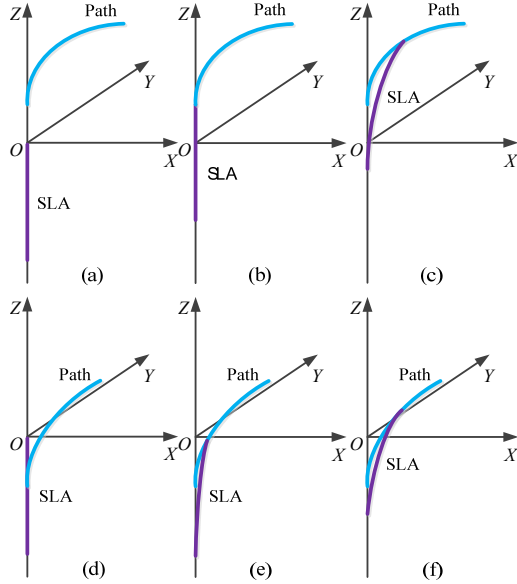 Z Path Z Path Z Path
Y Y Y
SLA
O X O X O X
SLA SLA
(a) (b) (c)
Z Z Z
Path Y Path Y Path Y
O X O X O X
SLA SLA SLA
(d) (e) (f)